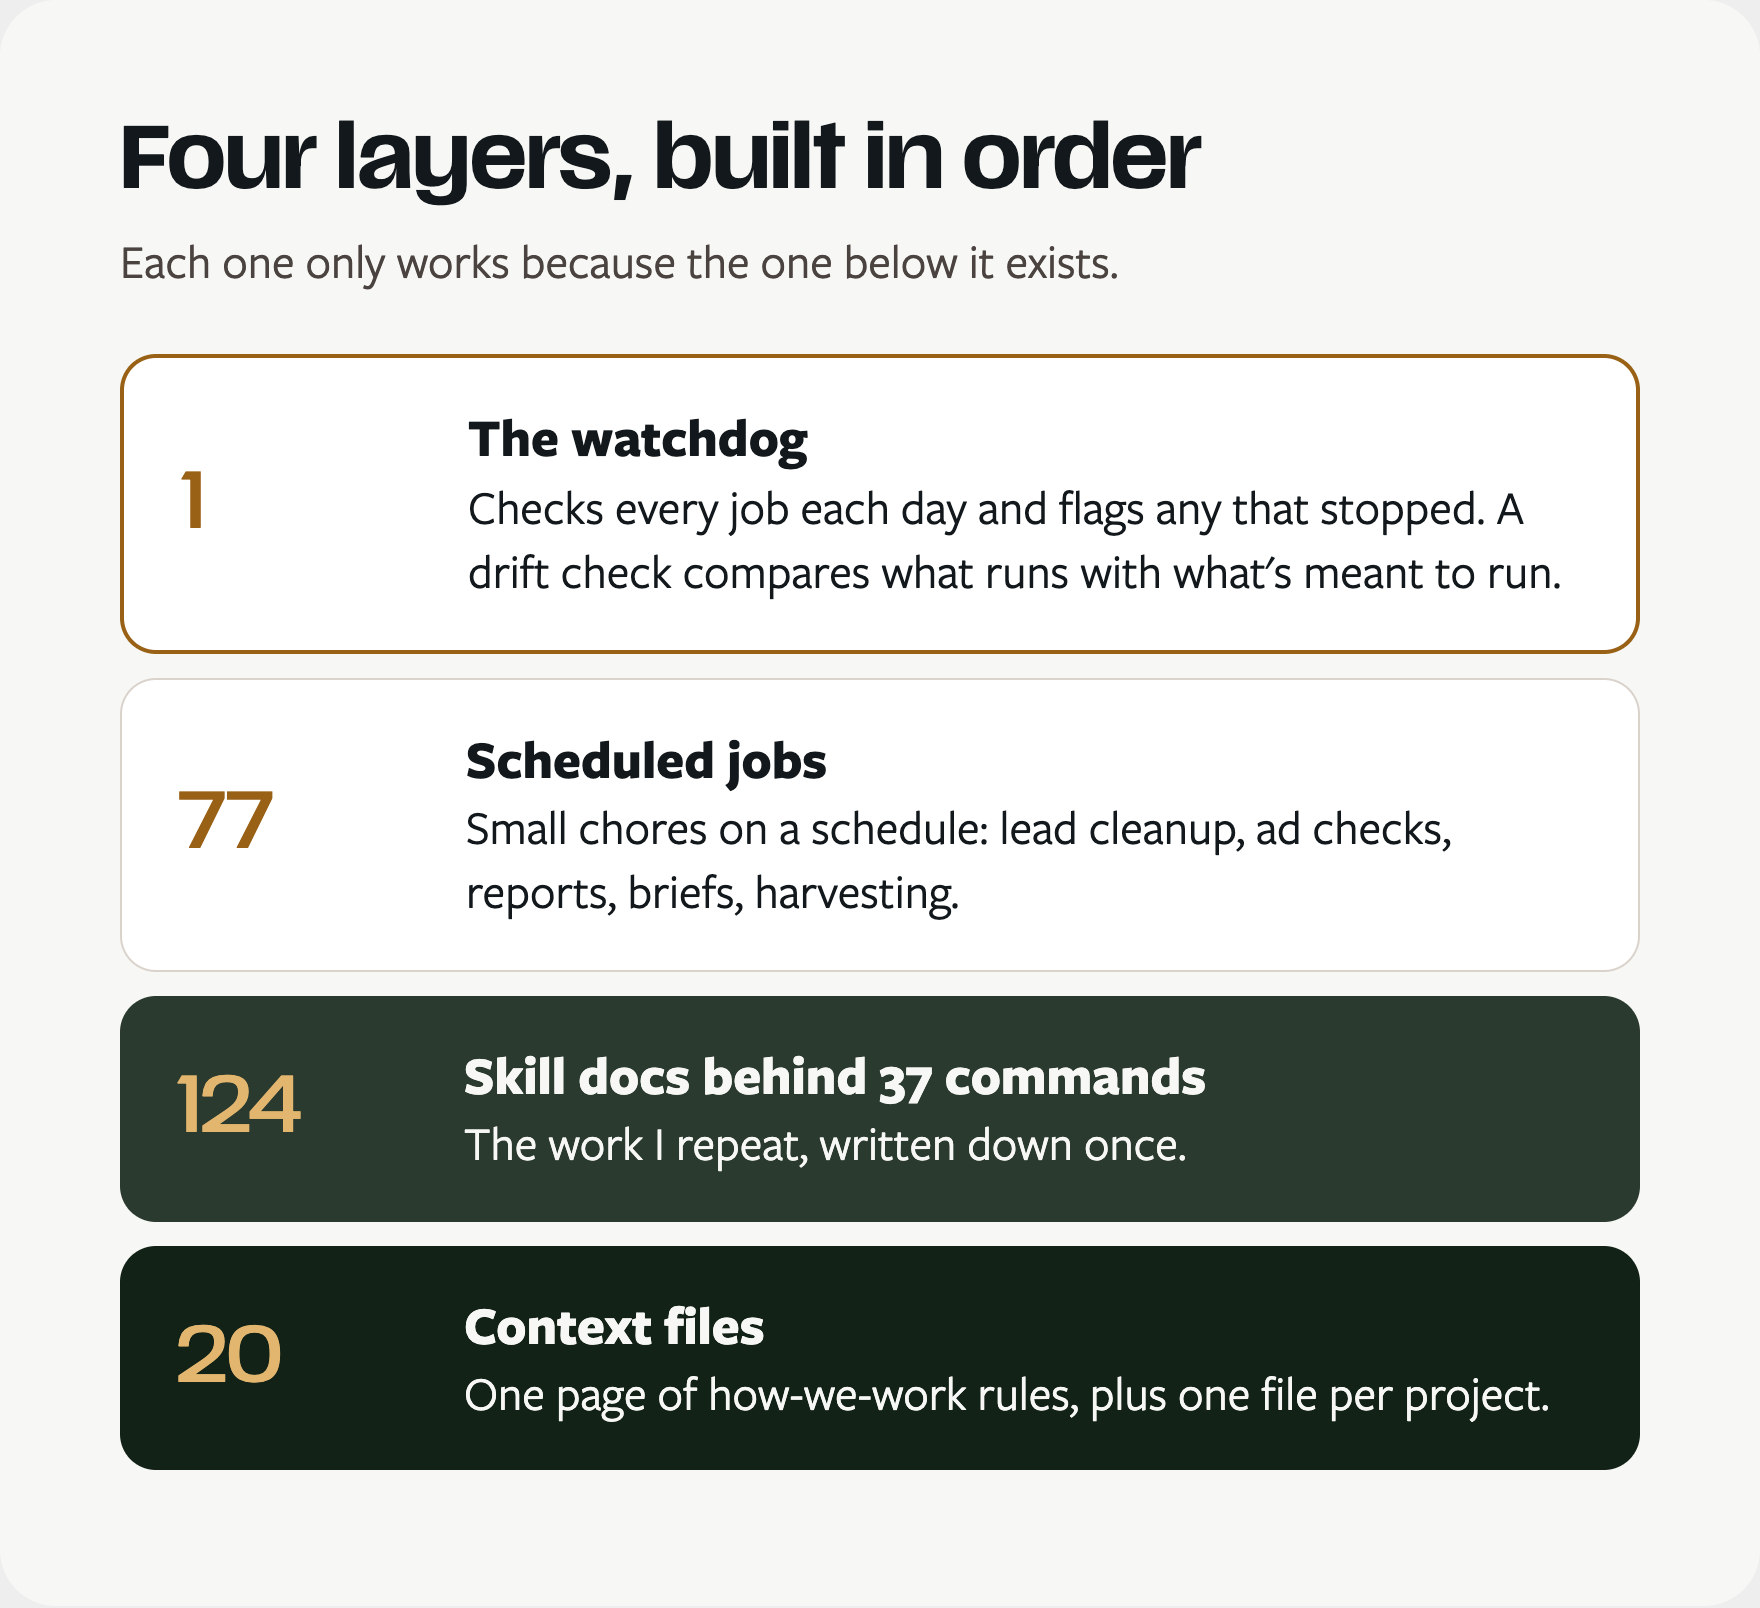 Four layers, built in order
Each one only works because the one below it exists.
1
The watchdog
Checks every job each day and flags any that stopped. A
drift check compares what runs with what's meant to run.
77
Scheduled jobs
Small chores on a schedule: lead cleanup, ad checks,
reports, briefs, harvesting.
124
Skill docs behind 37 commands
The work I repeat, written down once.
20
Context files
One page of how-we-work rules, plus one file per project.